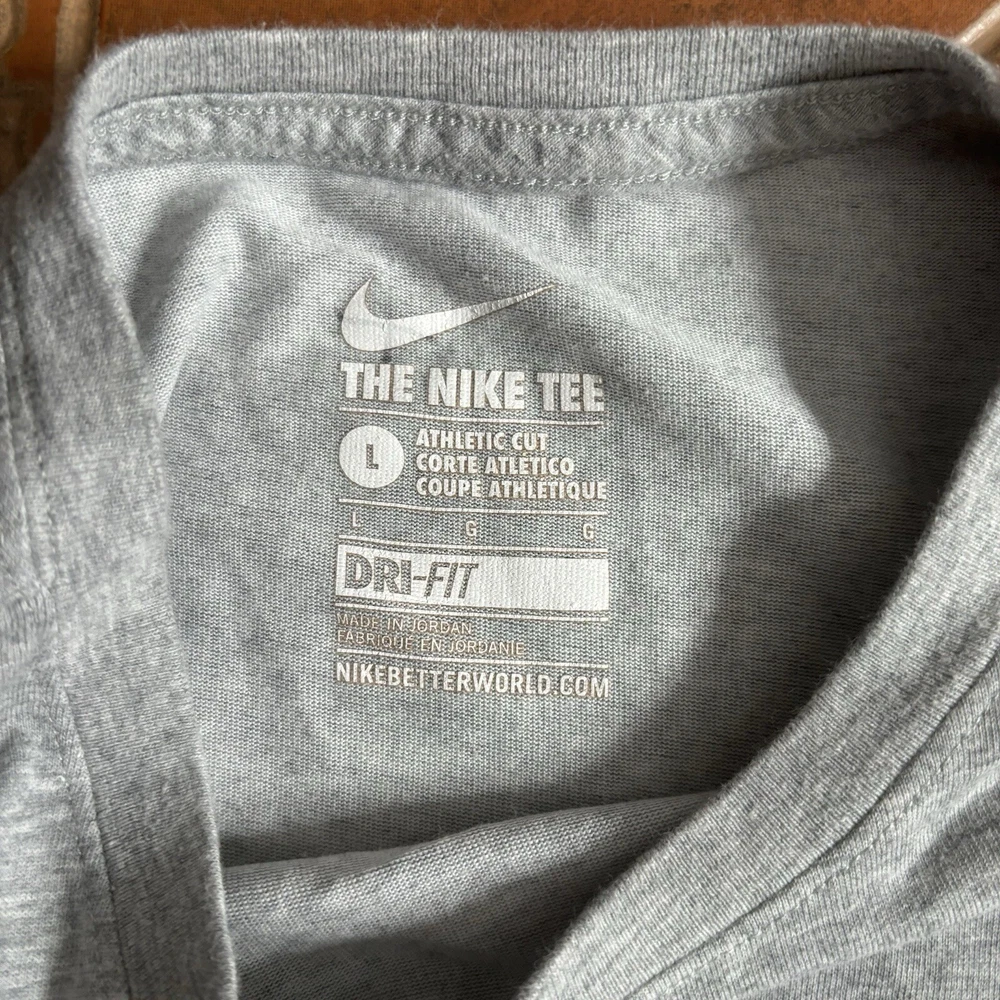 THE NIKE TEE
L
ATHLETIC CUT
CORTE ATLÉTICO
COUPE ATHLÉTIQUE
L G G
DRI-FIT
MADE IN JORDAN
FABRIQUÉ EN JORDANIE
NIKEBETTERWORLD.COM